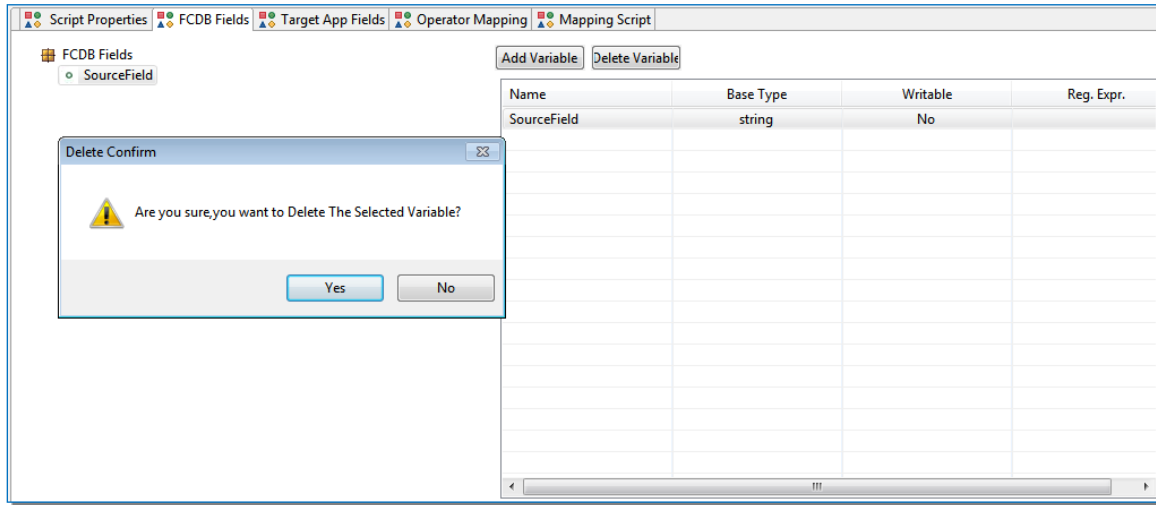 Script Properties FCDB Fields Target App Fields Operator Mapping Mapping Script
FCDB Fields
SourceField
Add Variable Delete Variable
Name Base Type Writable Reg. Expr.
SourceField string No
Delete Confirm
Are you sure,you want to Delete The Selected Variable?
Yes No